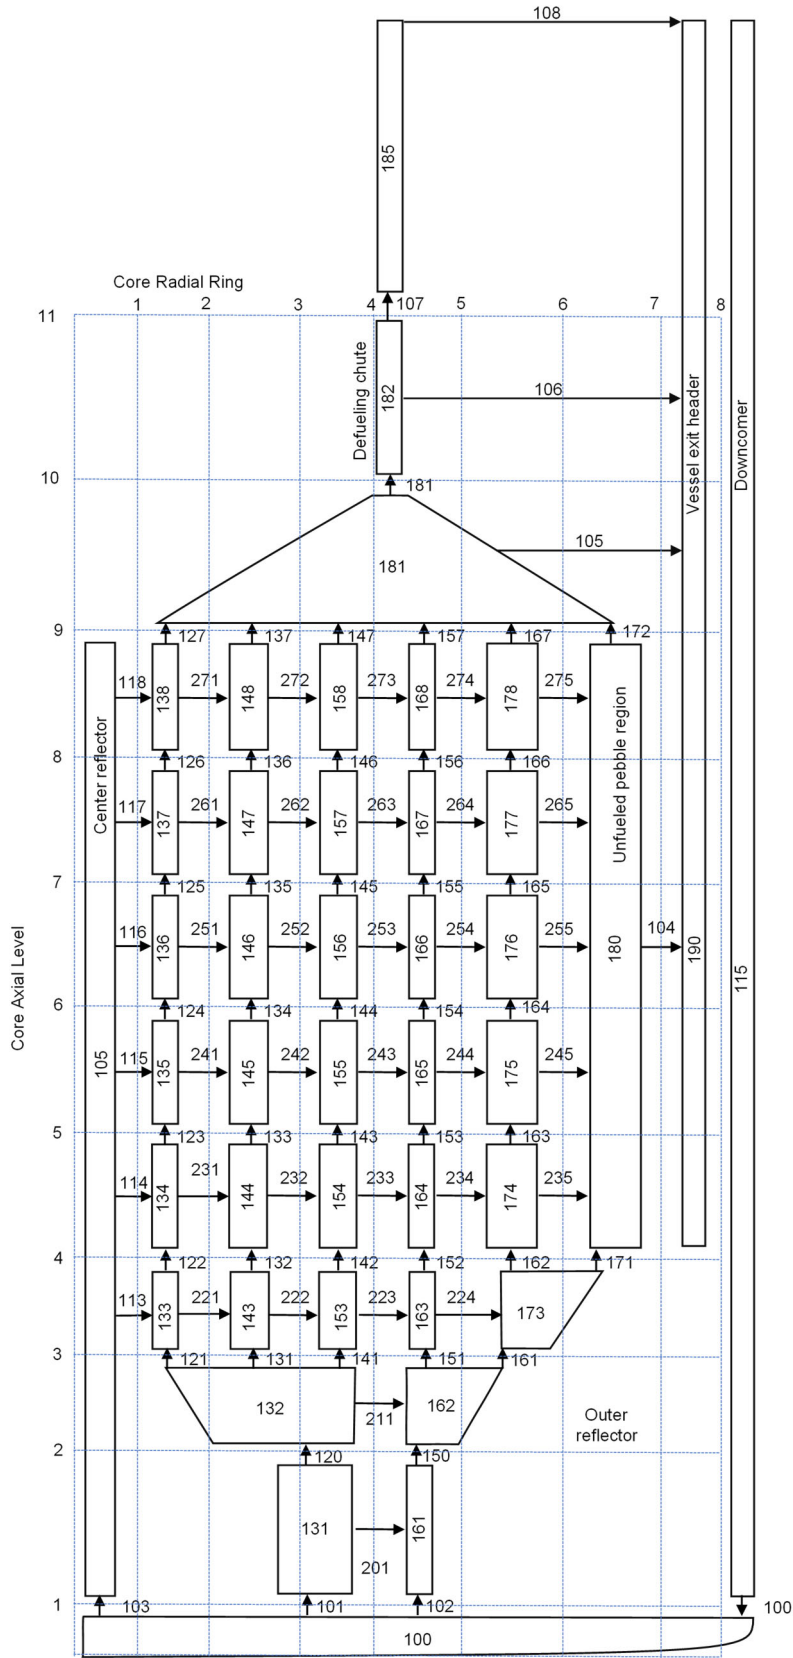 108
185
Core Radial Ring
1 2 3 4 107 5 6 7 8
11
Defueling chute
182
106
Vessel exit header
Downcomer
10
181
105
181
9
127 137 147 157 167 172
118 271 272 273 274 275
138 148 158 168 178
Center reflector
Unfueled pebble region
8
126 136 146 156 166
117 261 262 263 264 265
137 147 157 167 177
7
125 135 145 155 165
116 251 252 253 254 255 104
136 146 156 166 176 180 190
115
Core Axial Level
6
124 134 144 154 164
115 241 242 243 244 245
105 135 145 155 165 175
5
123 133 143 153 163
114 231 232 233 234 235
134 144 154 164 174
4
122 132 142 152 162 171
113 221 222 223 224
133 143 153 163 173
3
121 131 141 151 161
132 211 162
Outer
reflector
2
120 150
131 161
201
1
103 101 102 100
100